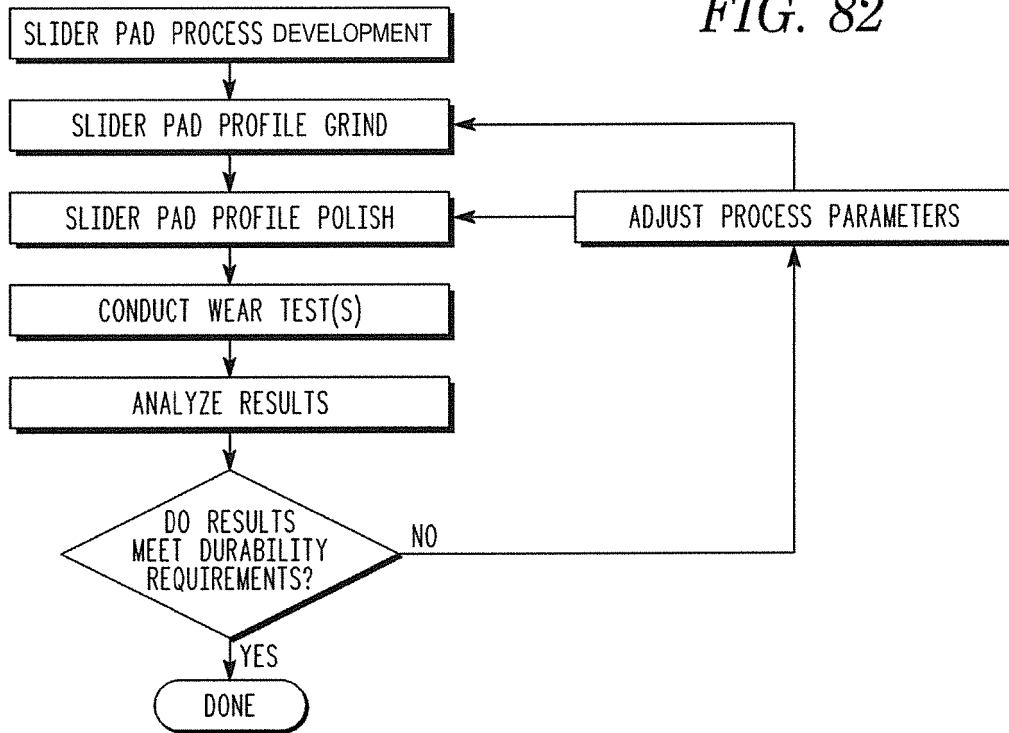 FIG. 82
SLIDER PAD PROCESS DEVELOPMENT
SLIDER PAD PROFILE GRIND
SLIDER PAD PROFILE POLISH
ADJUST PROCESS PARAMETERS
CONDUCT WEAR TEST(S)
ANALYZE RESULTS
DO RESULTS
MEET DURABILITY
REQUIREMENTS?
NO
YES
DONE